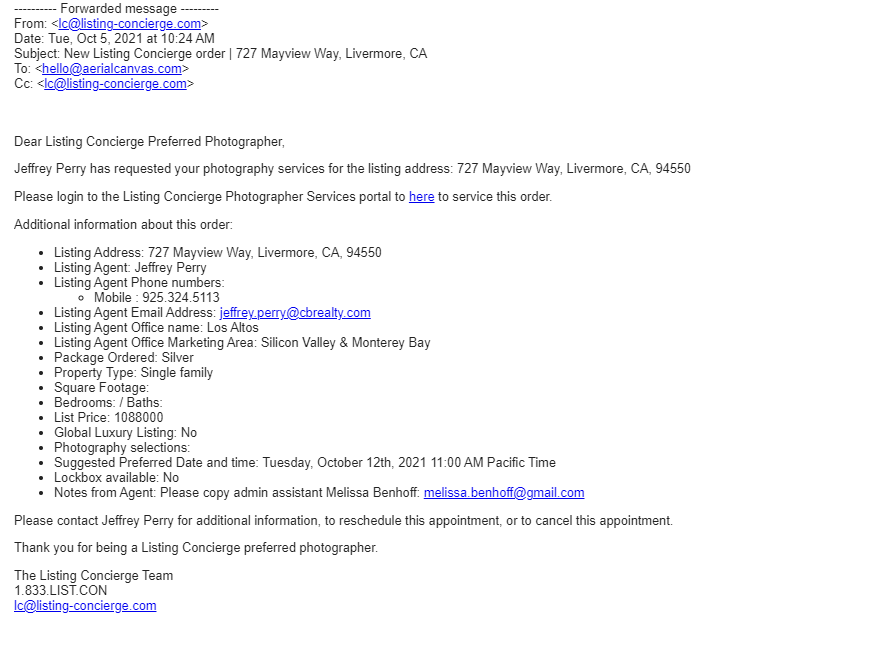 ---------- Forwarded message ---------
From: <lc@listing-concierge.com>
Date: Tue, Oct 5, 2021 at 10:24 AM
Subject: New Listing Concierge order | 727 Mayview Way, Livermore, CA
To: <hello@aerialcanvas.com>
Cc: <lc@listing-concierge.com>
Dear Listing Concierge Preferred Photographer,
Jeffrey Perry has requested your photography services for the listing address: 727 Mayview Way, Livermore, CA, 94550
Please login to the Listing Concierge Photographer Services portal to here to service this order.
Additional information about this order:
• Listing Address: 727 Mayview Way, Livermore, CA, 94550
• Listing Agent: Jeffrey Perry
• Listing Agent Phone numbers:
◦ Mobile : 925.324.5113
• Listing Agent Email Address: jeffrey.perry@cbrealty.com
• Listing Agent Office name: Los Altos
• Listing Agent Office Marketing Area: Silicon Valley & Monterey Bay
• Package Ordered: Silver
• Property Type: Single family
• Square Footage:
• Bedrooms: / Baths:
• List Price: 1088000
• Global Luxury Listing: No
• Photography selections:
• Suggested Preferred Date and time: Tuesday, October 12th, 2021 11:00 AM Pacific Time
• Lockbox available: No
• Notes from Agent: Please copy admin assistant Melissa Benhoff: melissa.benhoff@gmail.com
Please contact Jeffrey Perry for additional information, to reschedule this appointment, or to cancel this appointment.
Thank you for being a Listing Concierge preferred photographer.
The Listing Concierge Team
1.833.LIST.CON
lc@listing-concierge.com